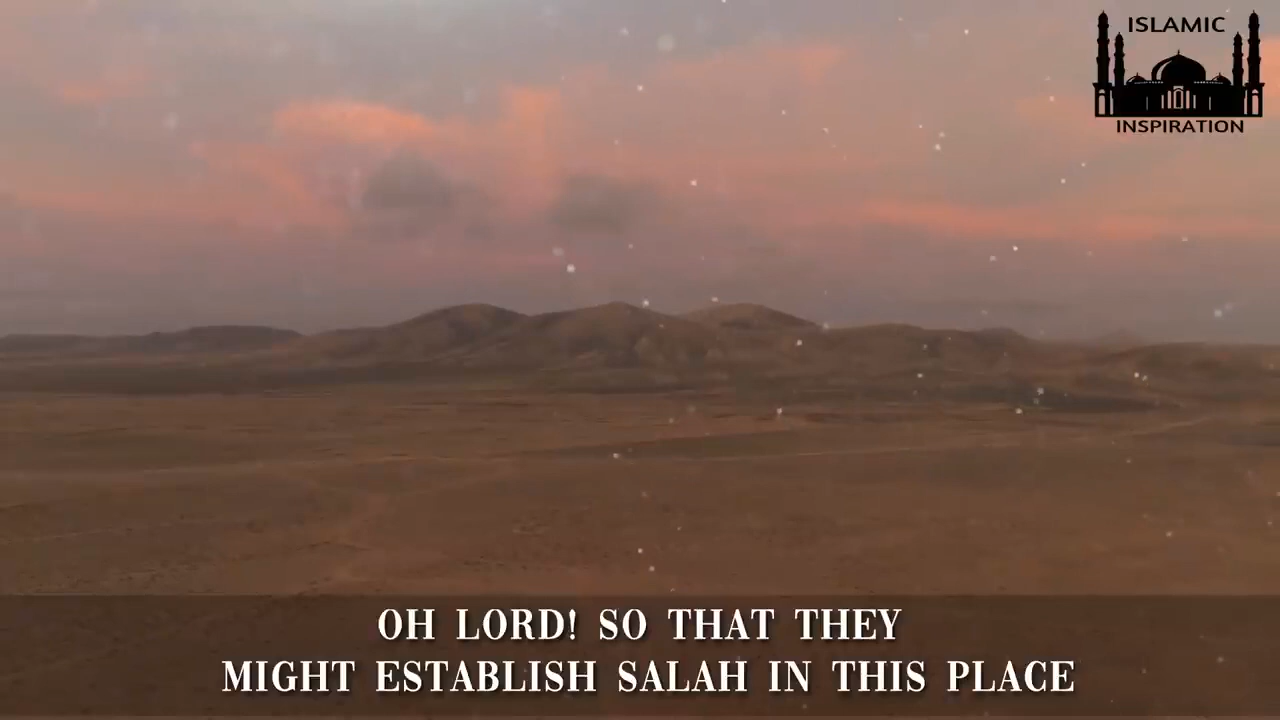 ISLAMIC
INSPIRATION
OH LORD! SO THAT THEY
MIGHT ESTABLISH SALAH IN THIS PLACE